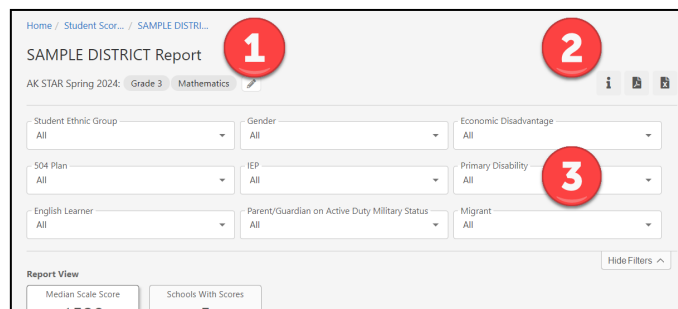 Home / Student Scor... / SAMPLE DISTRI...
SAMPLE DISTRICT Report
1
2
AK STAR Spring 2024: Grade 3 Mathematics
Student Ethnic Group
All
Gender
All
Economic Disadvantage
All
504 Plan
All
IEP
All
Primary Disability
All
3
English Learner
All
Parent/Guardian on Active Duty Military Status
All
Migrant
All
Hide Filters
Report View
Median Scale Score
Schools With Scores